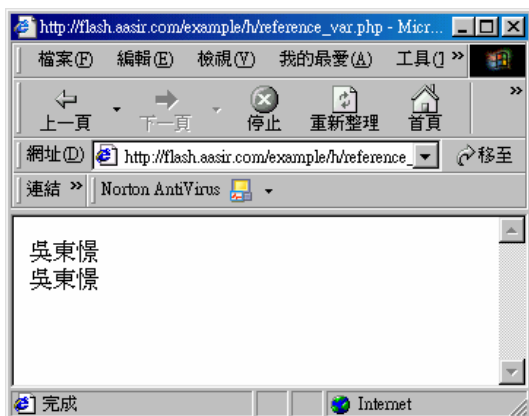 http://flash.aasir.com/example/h/reference_var.php - Micr...
檔案(F) 編輯(E) 檢視(V) 我的最愛(A) 工具(T »
上一頁 下一頁 停止 重新整理 首頁 »
網址(D) http://flash.aasir.com/example/h/reference_ 移至
連結 » Norton AntiVirus
吳東憬
吳東憬
完成 Internet